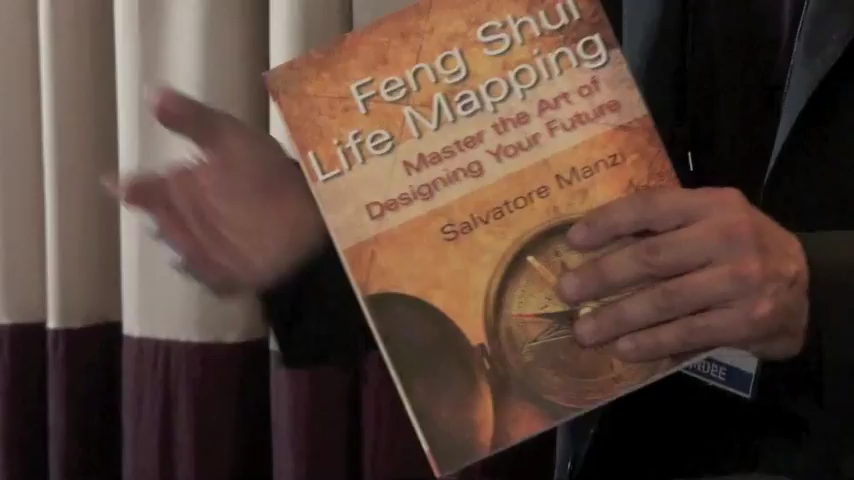 Feng Shui
Life Mapping
Master the Art of
Designing Your Future
Salvatore Manzi